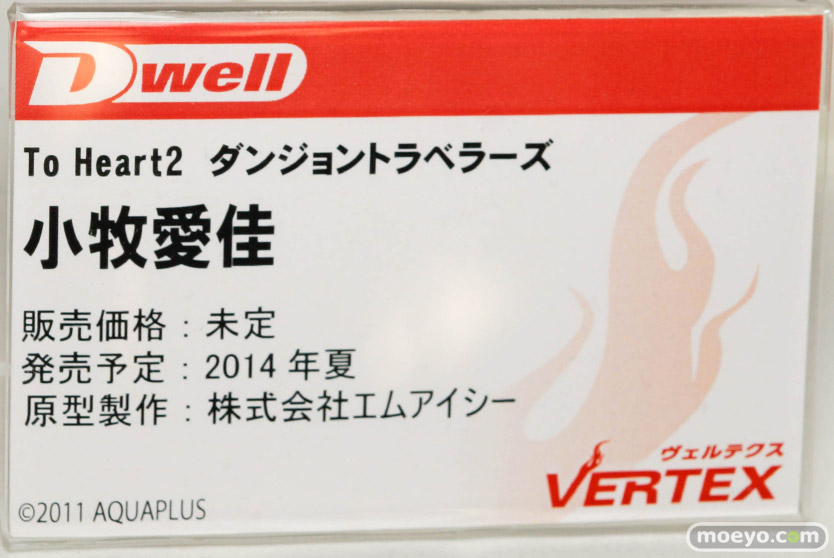 Dwell
To Heart2 ダンジョントラベラーズ
小牧愛佳
販売価格：未定
発売予定：2014 年夏
原型製作：株式会社エムアイシー
ヴェルテクス
VERTEX
©2011 AQUAPLUS
moeyo.com